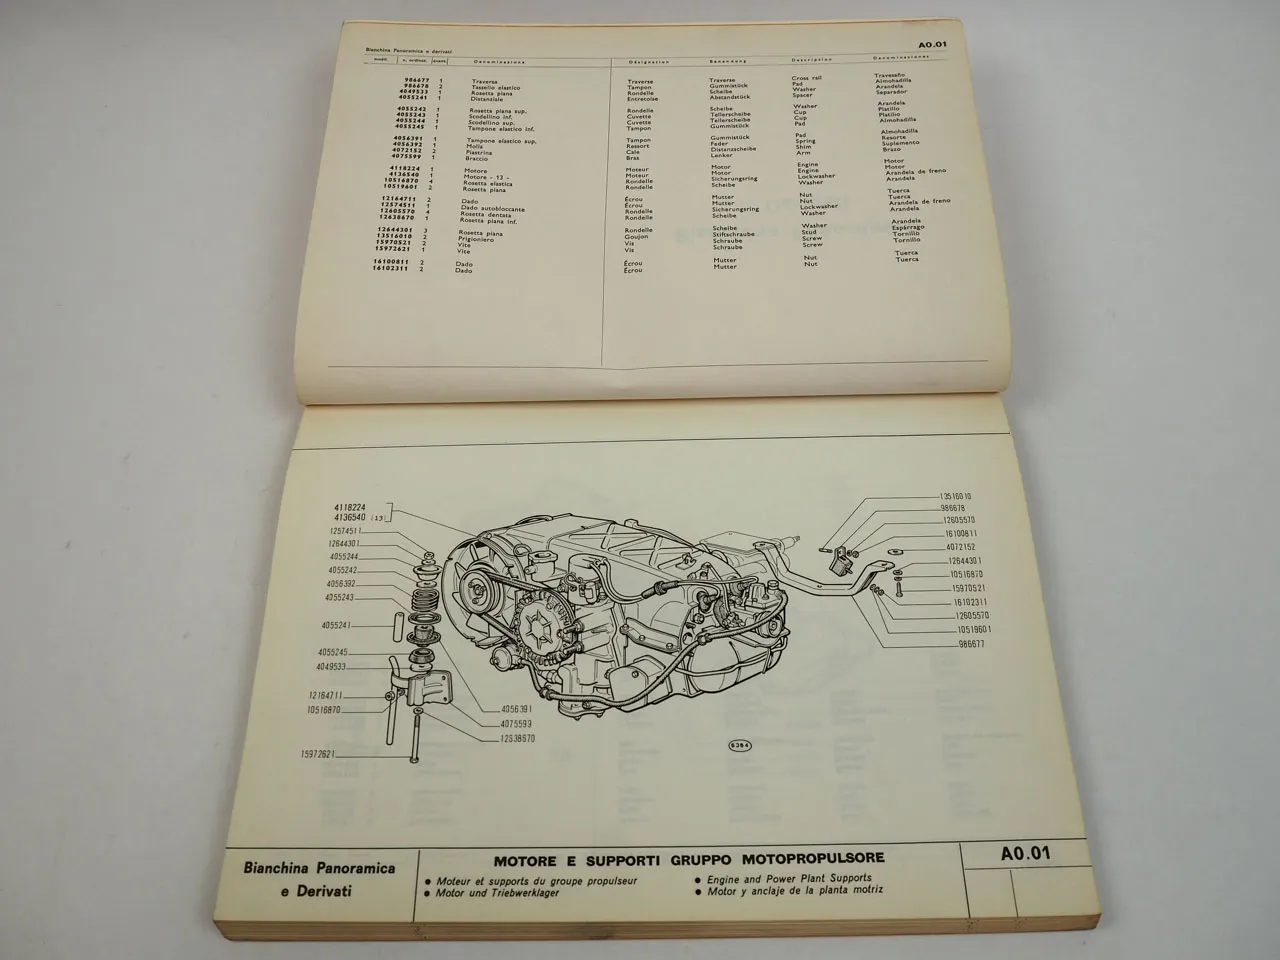 Bianchina Panoramica e derivati A0.01
modif. n. ordinaz. Denominazione Désignation Benennung Description Denominaciones
986677 1 Traversa Traverse Traverse Cross rail Travesaño
986678 2 Tassello elastico Tampon Gummistück Pad Almohadilla
4049533 1 Rosetta piana Rondelle Scheibe Washer Arandela
4055241 1 Distanziale Entretoise Abstandstück Spacer Separador
4055242 1 Rosetta piana sup. Rondelle Scheibe Washer Arandela
4055243 1 Scodellino inf. Cuvette Tellerscheibe Cup Platillo
4055244 1 Scodellino sup. Cuvette Tellerscheibe Cup Platillo
4055245 1 Tampone elastico inf. Tampon Gummistück Pad Almohadilla
4056391 1 Tampone elastico sup. Tampon Gummistück Pad Almohadilla
4056392 1 Molla Ressort Feder Spring Resorte
4072152 2 Piastrina Cale Distanzscheibe Shim Suplemento
4075599 1 Braccio Bras Lenker Arm Brazo
4118224 1 Motore Moteur Motor Engine Motor
4136540 1 Motore - 13 - Moteur Motor Engine Motor
10516870 4 Rosetta elastica Rondelle Sicherungsring Lockwasher Arandela de freno
10519601 2 Rosetta piana Rondelle Scheibe Washer Arandela
12164711 2 Dado Écrou Mutter Nut Tuerca
12574511 1 Dado autobloccante Écrou Mutter Nut Tuerca
12605570 4 Rosetta dentata Rondelle Sicherungsring Lockwasher Arandela de freno
12638670 1 Rosetta piana inf. Rondelle Scheibe Washer Arandela
12644301 3 Rosetta piana Rondelle Scheibe Washer Arandela
13516010 2 Prigioniero Goujon Stiftschraube Stud Espárrago
15970521 2 Vite Vis Schraube Screw Tornillo
15972621 1 Vite Vis Schraube Screw Tornillo
16100811 2 Dado Écrou Mutter Nut Tuerca
16102311 2 Dado Écrou Mutter Nut Tuerca
4118224
4136540 (13)
12574511
12644301
4055244
4055242
4056392
4055243
4055241
4055245
4049533
12164711
10516870
15972621
4056391
4075599
12638670
13516010
986678
12605570
16100811
4072152
12644301
10516870
15970521
16102311
12605570
10519601
986677
6384
Bianchina Panoramica
e Derivati
MOTORE E SUPPORTI GRUPPO MOTOPROPULSORE
● Moteur et supports du groupe propulseur
● Motor und Triebwerklager
● Engine and Power Plant Supports
● Motor y anclaje de la planta motriz
A0.01